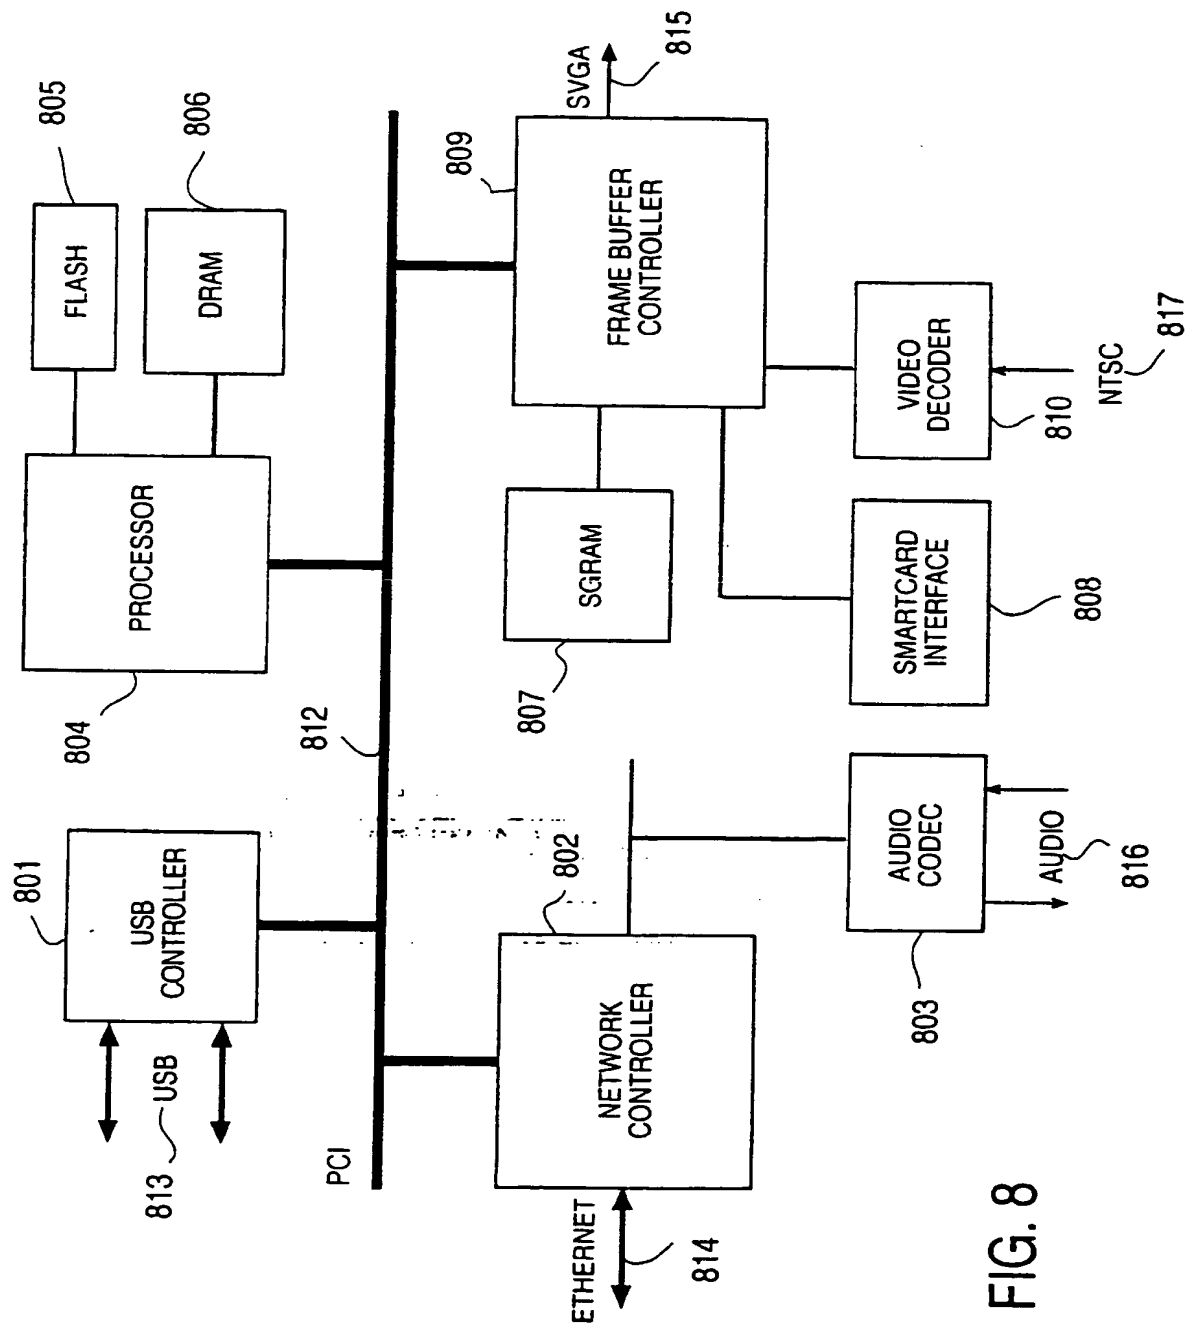 813
USB
801
USB
CONTROLLER
804
PROCESSOR
805
FLASH
806
DRAM
PCI
812
ETHERNET
814
802
NETWORK
CONTROLLER
807
SGRAM
809
FRAME BUFFER
CONTROLLER
SVGA
815
803
AUDIO
CODEC
AUDIO
816
SMARTCARD
INTERFACE
808
VIDEO
DECODER
810
NTSC
817
FIG. 8